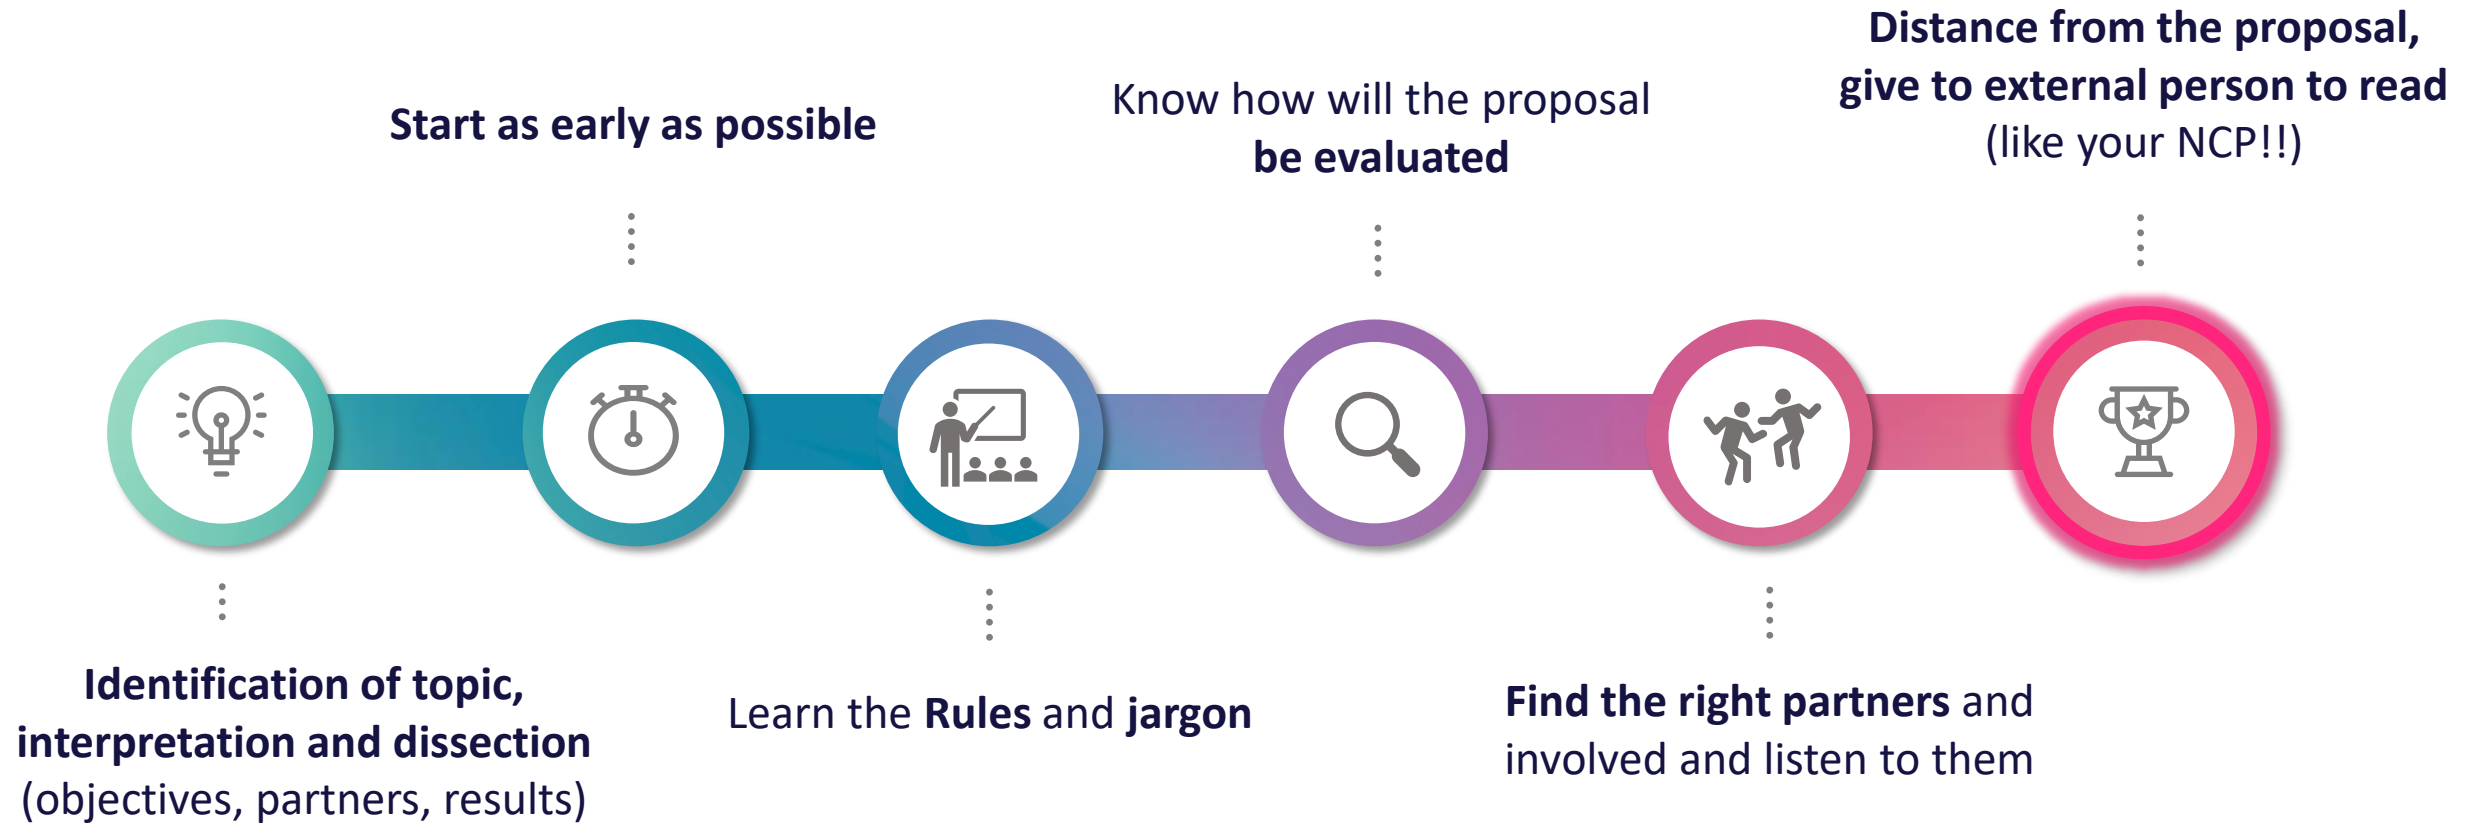 Identification of topic,
interpretation and dissection
(objectives, partners, results)
Start as early as possible
Learn the Rules and jargon
Know how will the proposal
be evaluated
Find the right partners and
involved and listen to them
Distance from the proposal,
give to external person to read
(like your NCP!!)